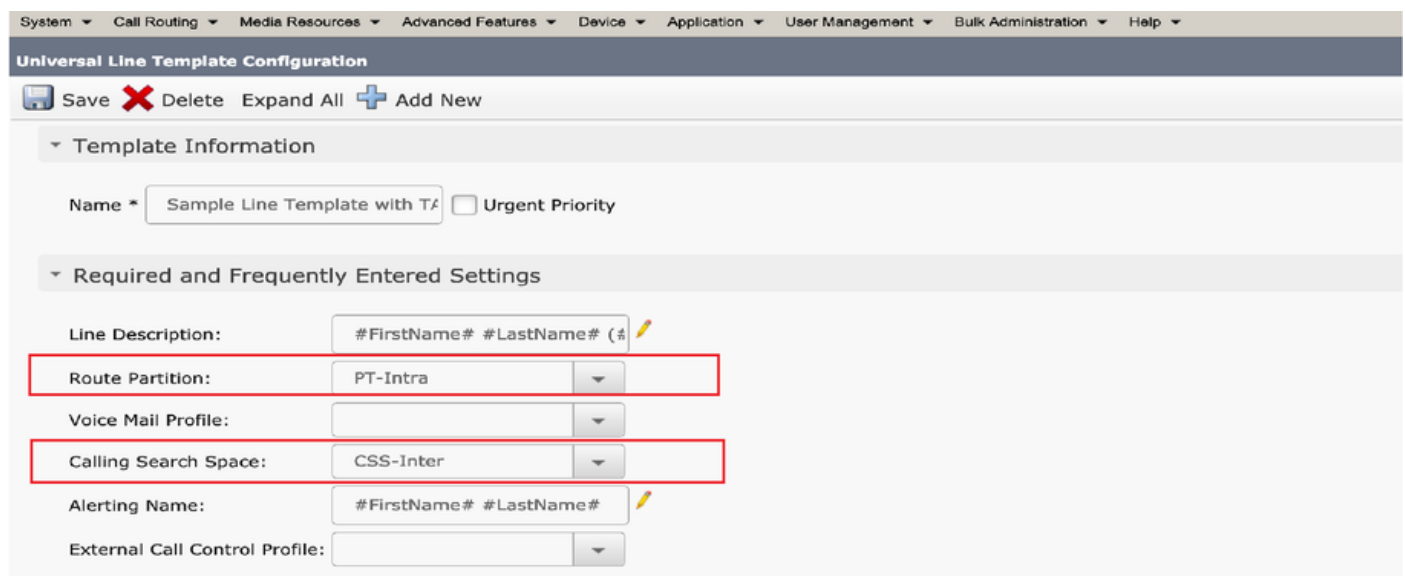 System Call Routing Media Resources Advanced Features Device Application User Management Bulk Administration Help
Universal Line Template Configuration
Save Delete Expand All Add New
Template Information
Name * Sample Line Template with TA Urgent Priority
Required and Frequently Entered Settings
Line Description: #FirstName# #LastName# (#
Route Partition: PT-Intra
Voice Mail Profile:
Calling Search Space: CSS-Inter
Alerting Name: #FirstName# #LastName#
External Call Control Profile: